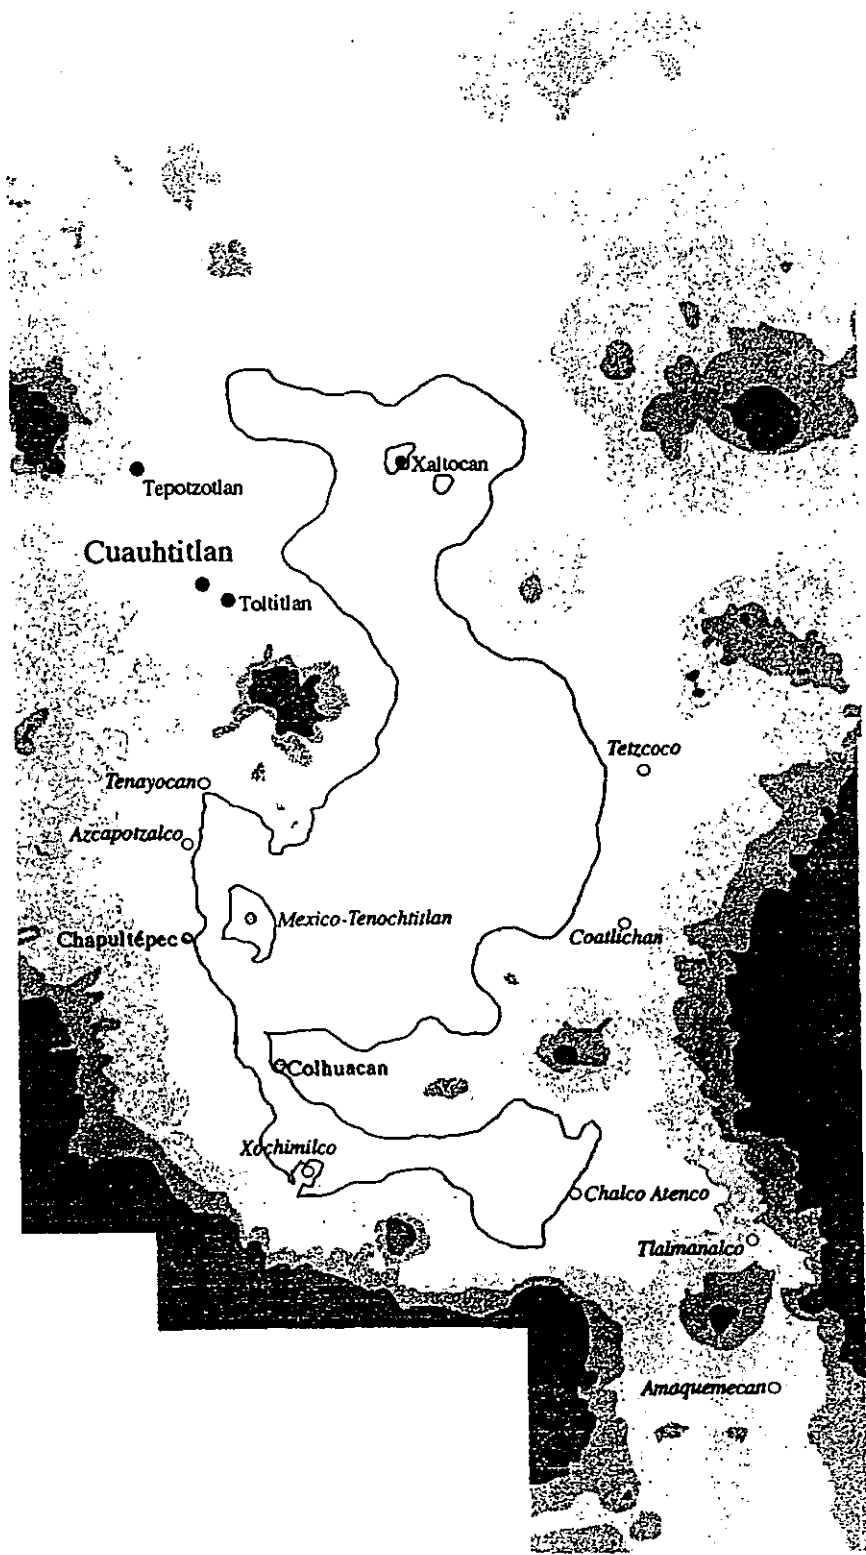 Xaltocan
Tepotzotlan
Cuauhtitlan
Toltitlan
Tetzcoco
Tenayocan
Azcapotzalco
Mexico-Tenochtitlan
Coatlichan
Chapultépec
Colhuacan
Xochimilco
Chalco Atenco
Tlalmanalco
Amaquemecan